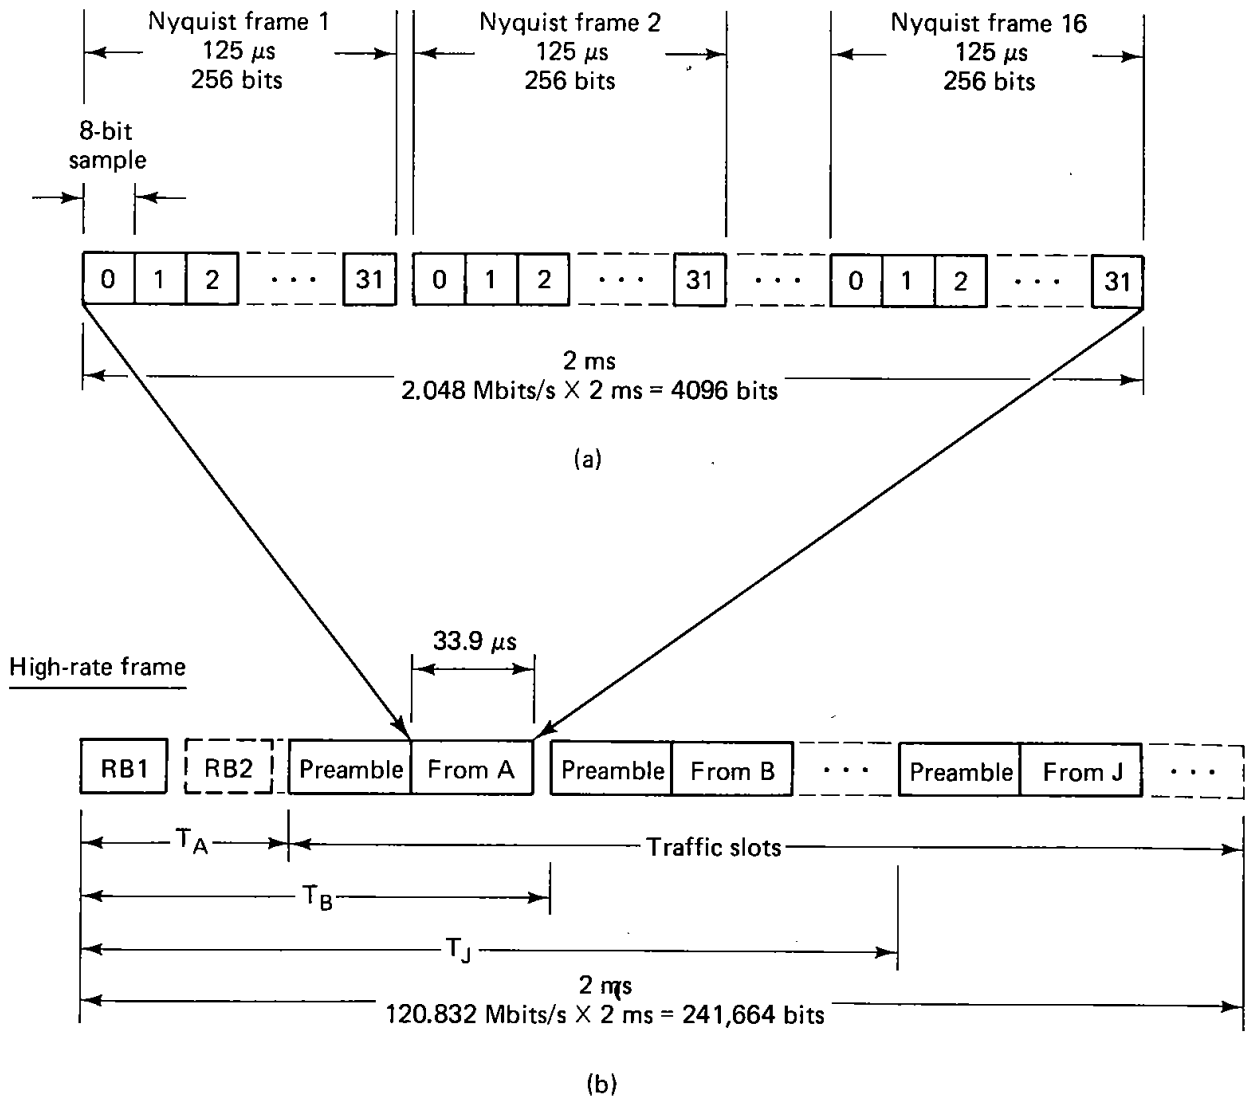 Nyquist frame 1
125 μs
256 bits
Nyquist frame 2
125 μs
256 bits
Nyquist frame 16
125 μs
256 bits
8-bit
sample
0 1 2 ··· 31 0 1 2 ··· 31 ··· 0 1 2 ··· 31
2 ms
2.048 Mbits/s X 2 ms = 4096 bits
(a)
33.9 μs
High-rate frame
RB1 RB2 Preamble From A Preamble From B ··· Preamble From J ···
TA Traffic slots
TB
TJ
2 ms
120.832 Mbits/s X 2 ms = 241,664 bits
(b)